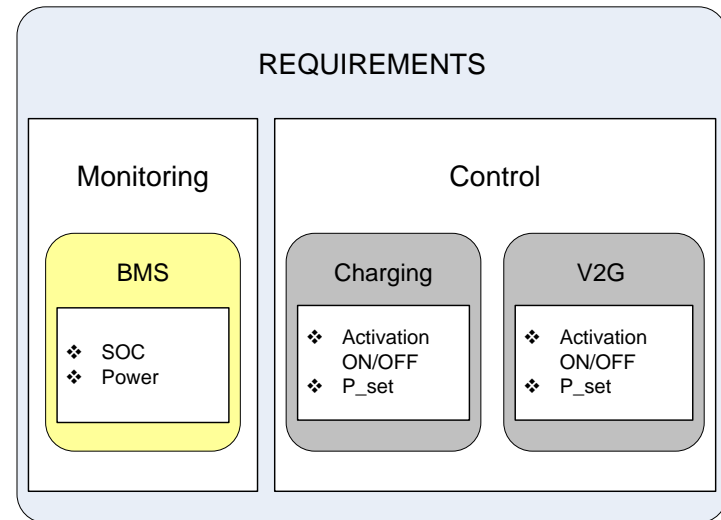 REQUIREMENTS
Monitoring
BMS
❖ SOC
❖ Power
Control
Charging
❖ Activation
ON/OFF
❖ P_set
V2G
❖ Activation
ON/OFF
❖ P_set